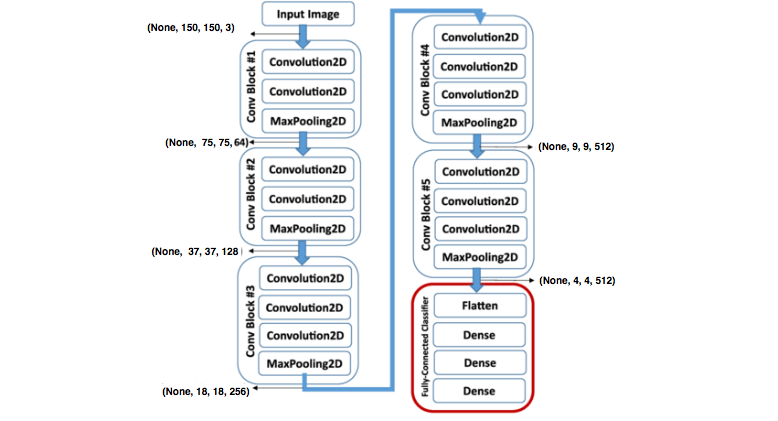 Input Image
(None, 150, 150, 3)
Conv Block #1
Convolution2D
Convolution2D
MaxPooling2D
(None, 75, 75, 64)
Conv Block #2
Convolution2D
Convolution2D
MaxPooling2D
(None, 37, 37, 128
Conv Block #3
Convolution2D
Convolution2D
Convolution2D
MaxPooling2D
(None, 18, 18, 256)
Conv Block #4
Convolution2D
Convolution2D
Convolution2D
MaxPooling2D
(None, 9, 9, 512)
Conv Block #5
Convolution2D
Convolution2D
Convolution2D
MaxPooling2D
(None, 4, 4, 512)
Fully-Connected Classifier
Flatten
Dense
Dense
Dense